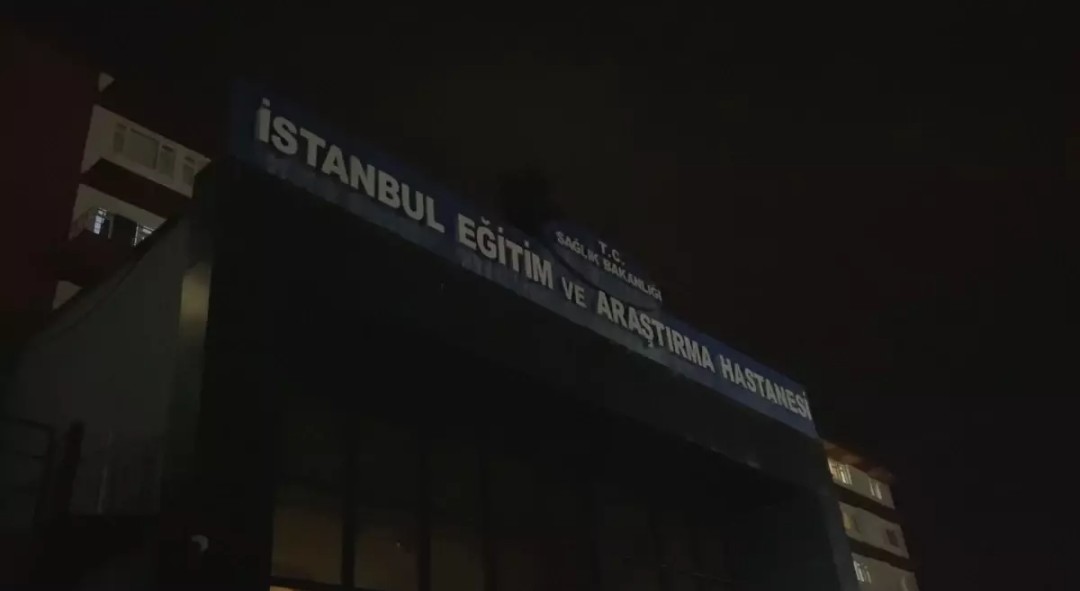 T.C.
SAĞLIK BAKANLIĞI
İSTANBUL EĞİTİM VE ARAŞTIRMA HASTANESİ